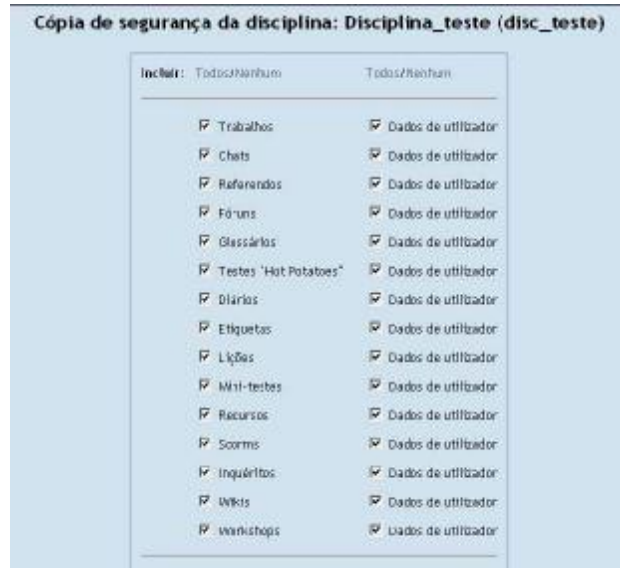 Cópia de segurança da disciplina: Disciplina_teste (disc_teste)
Incluir: Todos/Nenhum Todos/Nenhum
Trabalhos Dados de utilizador
Chats Dados de utilizador
Referendos Dados de utilizador
Fóruns Dados de utilizador
Glossários Dados de utilizador
Testes "Hot Potatoes" Dados de utilizador
Diários Dados de utilizador
Etiquetas Dados de utilizador
Lições Dados de utilizador
Mini-testes Dados de utilizador
Recursos Dados de utilizador
Scorms Dados de utilizador
Inquéritos Dados de utilizador
Wikis Dados de utilizador
Workshops Dados de utilizador